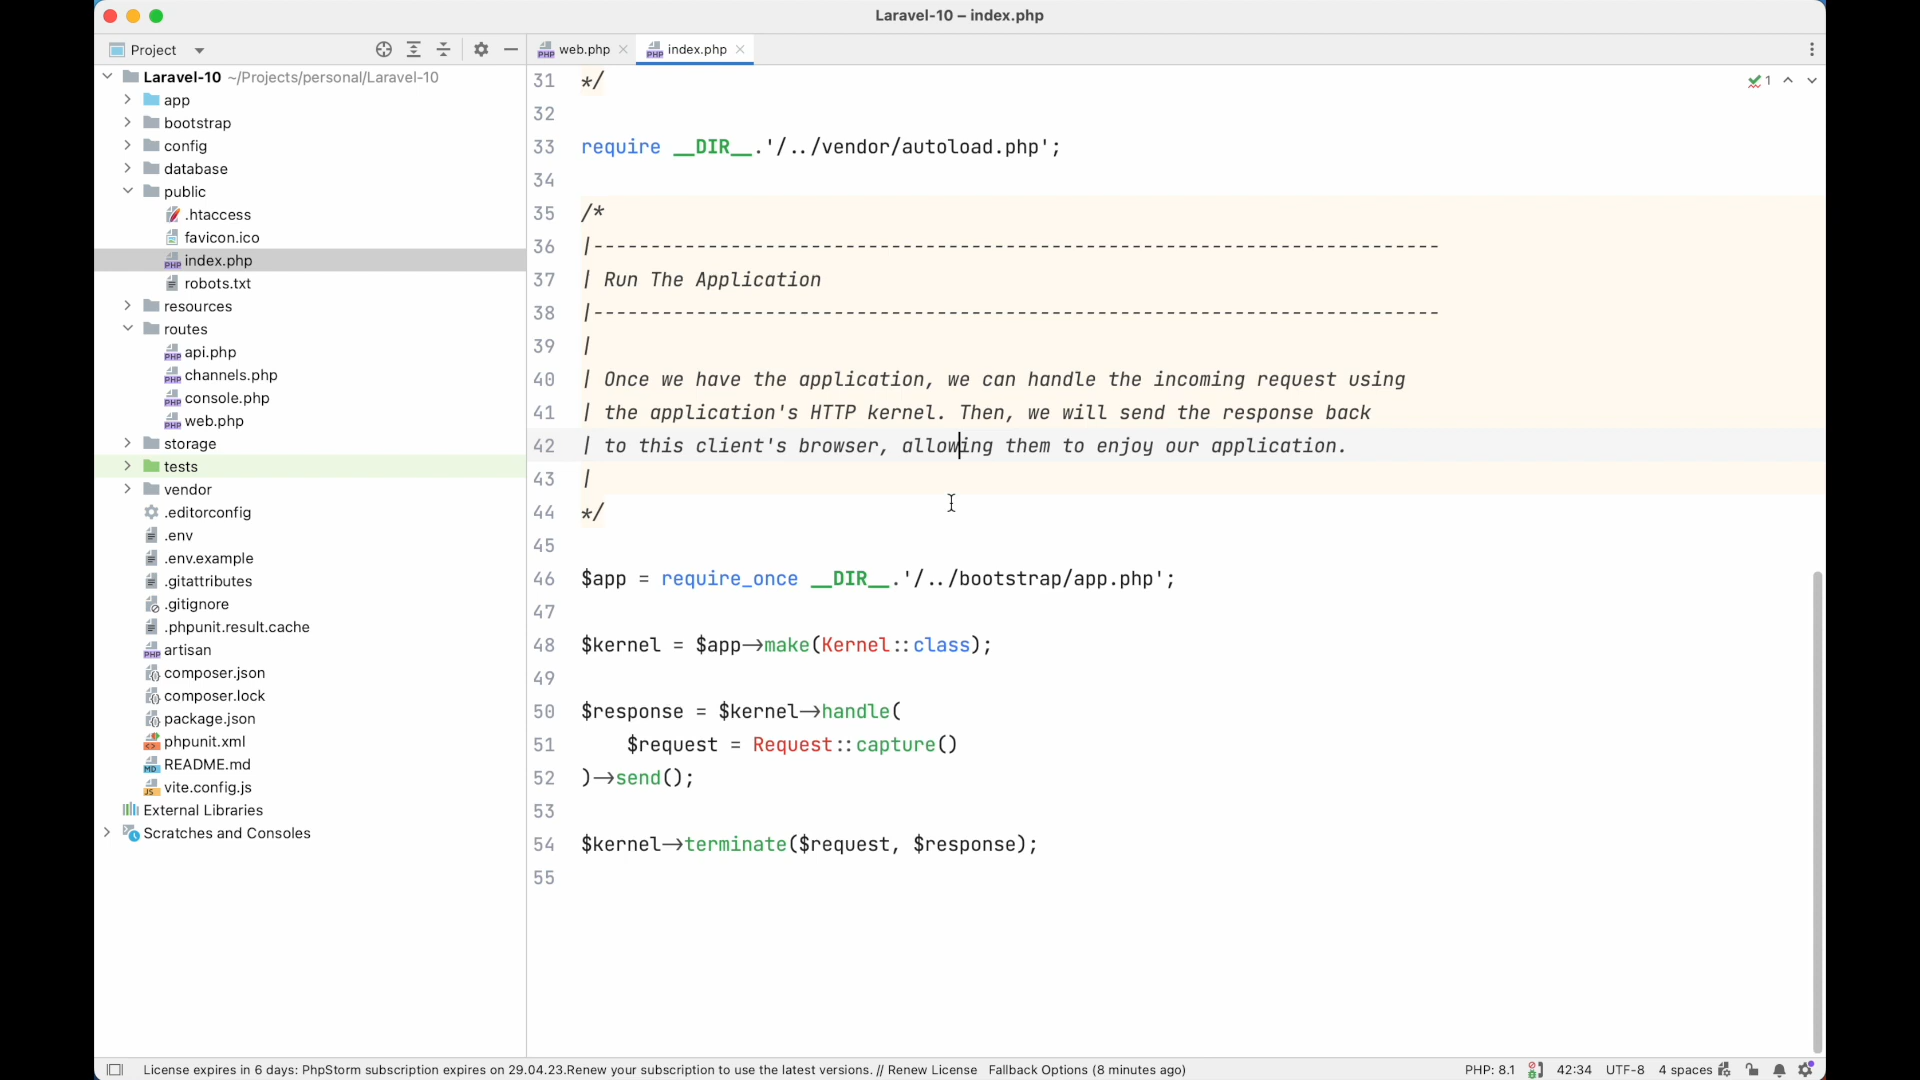 Laravel-10 – index.php
Project
web.php
index.php
Laravel-10 ~/Projects/personal/Laravel-10
app
bootstrap
config
database
public
.htaccess
favicon.ico
index.php
robots.txt
resources
routes
api.php
channels.php
console.php
web.php
storage
tests
vendor
.editorconfig
.env
.env.example
.gitattributes
.gitignore
.phpunit.result.cache
artisan
composer.json
composer.lock
package.json
phpunit.xml
README.md
vite.config.js
External Libraries
Scratches and Consoles
1
31 */
32
33 require __DIR__.'/../vendor/autoload.php';
34
35 /*
36 |--------------------------------------------------------------------------
37 | Run The Application
38 |--------------------------------------------------------------------------
39 |
40 | Once we have the application, we can handle the incoming request using
41 | the application's HTTP kernel. Then, we will send the response back
42 | to this client's browser, allowing them to enjoy our application.
43 |
44 */
45
46 $app = require_once __DIR__.'/../bootstrap/app.php';
47
48 $kernel = $app->make(Kernel::class);
49
50 $response = $kernel->handle(
51     $request = Request::capture()
52 )->send();
53
54 $kernel->terminate($request, $response);
55
License expires in 6 days: PhpStorm subscription expires on 29.04.23.Renew your subscription to use the latest versions. // Renew License   Fallback Options (8 minutes ago)
PHP: 8.1   42:34   UTF-8   4 spaces